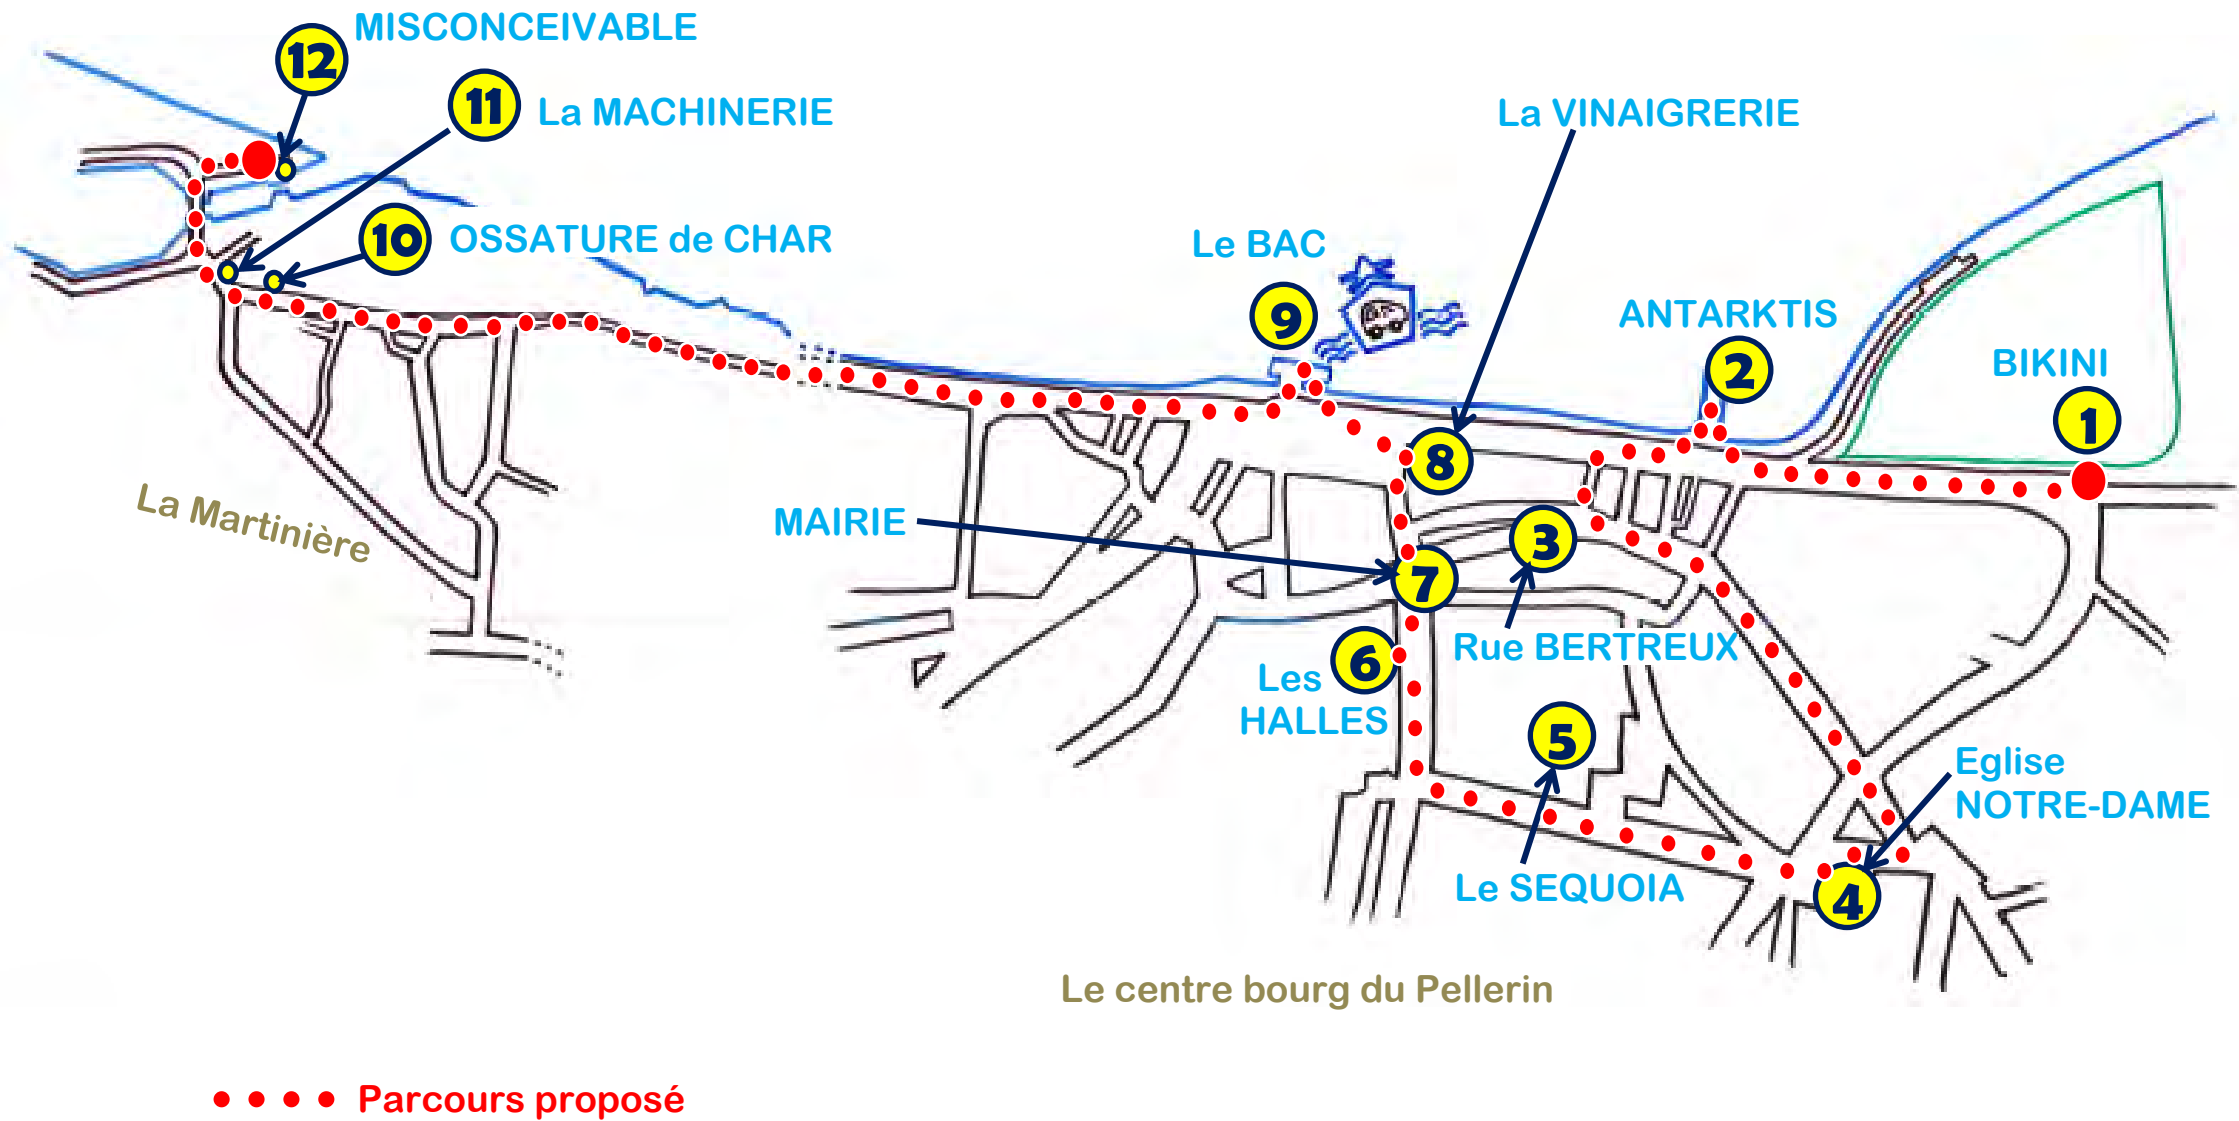 MISCONCEIVABLE
12
11
La MACHINERIE
La VINAIGRERIE
10
OSSATURE de CHAR
Le BAC
9
ANTARKTIS
2
BIKINI
1
8
La Martinière
MAIRIE
3
7
Rue BERTREUX
6
Les
HALLES
5
Eglise
NOTRE-DAME
Le SEQUOIA
4
Le centre bourg du Pellerin
Parcours proposé